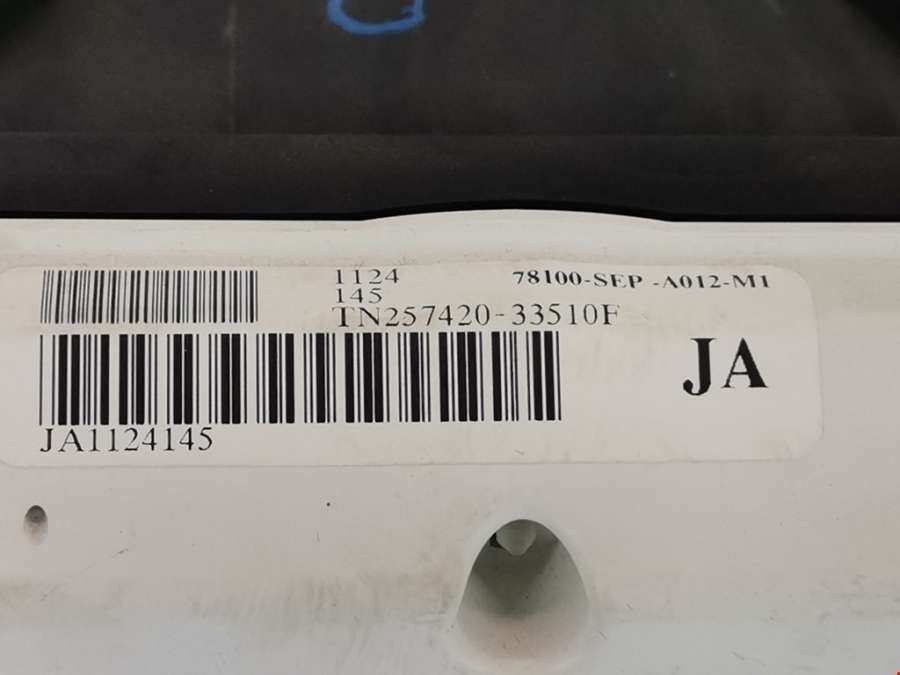 1124 78100-SEP -A012-M1
145
TN257420-33510F
JA
JA1124145